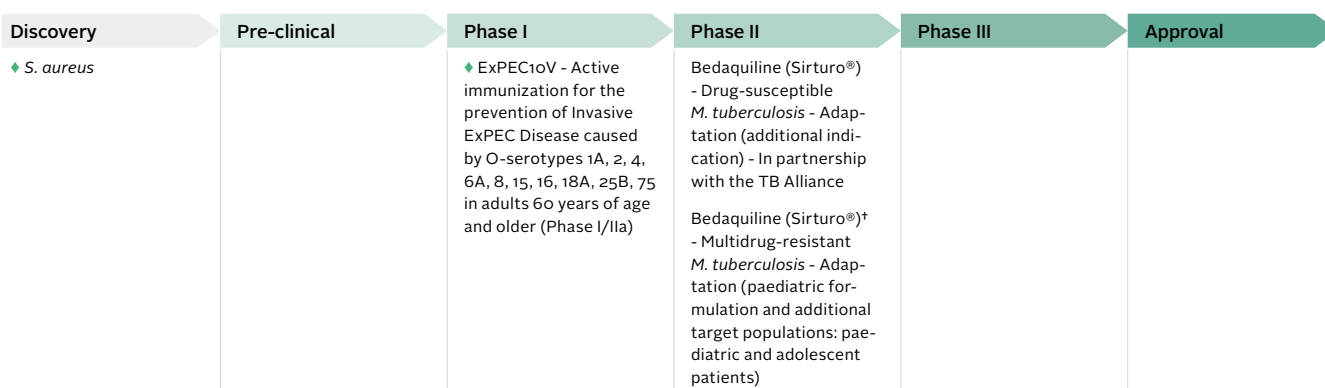 Discovery
Pre-clinical
Phase I
Phase II
Phase III
Approval
♦ S. aureus
♦ ExPEC10V - Active
immunization for the
prevention of Invasive
ExPEC Disease caused
by O-serotypes 1A, 2, 4,
6A, 8, 15, 16, 18A, 25B, 75
in adults 60 years of age
and older (Phase I/IIa)
Bedaquiline (Sirturo®)
- Drug-susceptible
M. tuberculosis - Adap-
tation (additional indi-
cation) - In partnership
with the TB Alliance
Bedaquiline (Sirturo®)†
- Multidrug-resistant
M. tuberculosis - Adap-
tation (paediatric for-
mulation and additional
target populations: pae-
diatric and adolescent
patients)